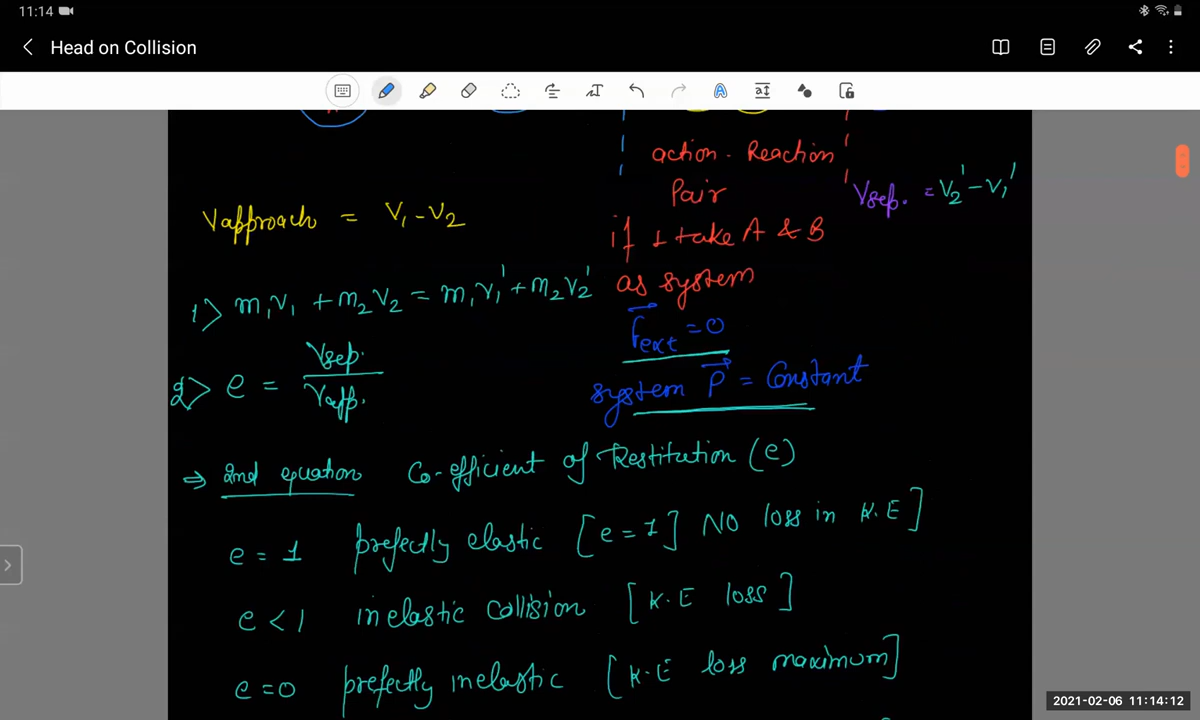 11:14
Head on Collision
action - Reaction
Pair
Vsep. = V₂' - V₁'
Vapproach = V₁ - V₂
if I take A & B
as system
1> m₁v₁ + m₂v₂ = m₁v₁' + m₂v₂'
Fext = 0
2> e = Vsep. / Vapp.
system P = Constant
⇒ 2nd equation Co-efficient of Restitution (e)
e = 1 prefectly elastic [e = 1] NO loss in K.E]
e < 1 inelastic collision [K.E loss]
e = 0 prefectly inelastic [K.E loss maximum]
2021-02-06 11:14:12